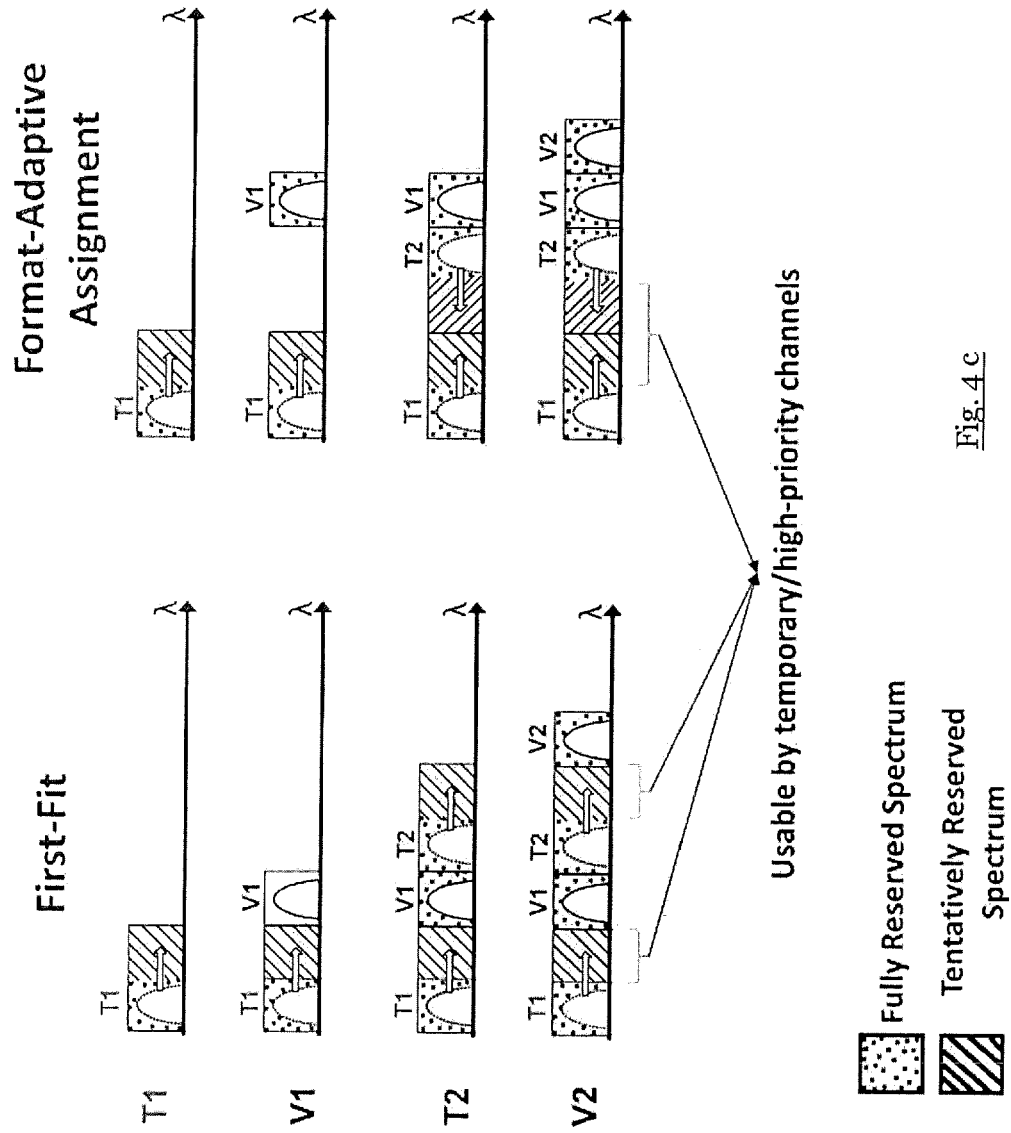 First-Fit
Format-Adaptive
Assignment
T1
T1
λ
T1
λ
V1
T1
V1
λ
T1
V1
λ
T2
T1
V1
T2
λ
T1
T2
V1
λ
V2
T1
V1
T2
V2
λ
T1
T2
V1
V2
λ
Usable by temporary/high-priority channels
Fully Reserved Spectrum
Tentatively Reserved
Spectrum
Fig. 4 c